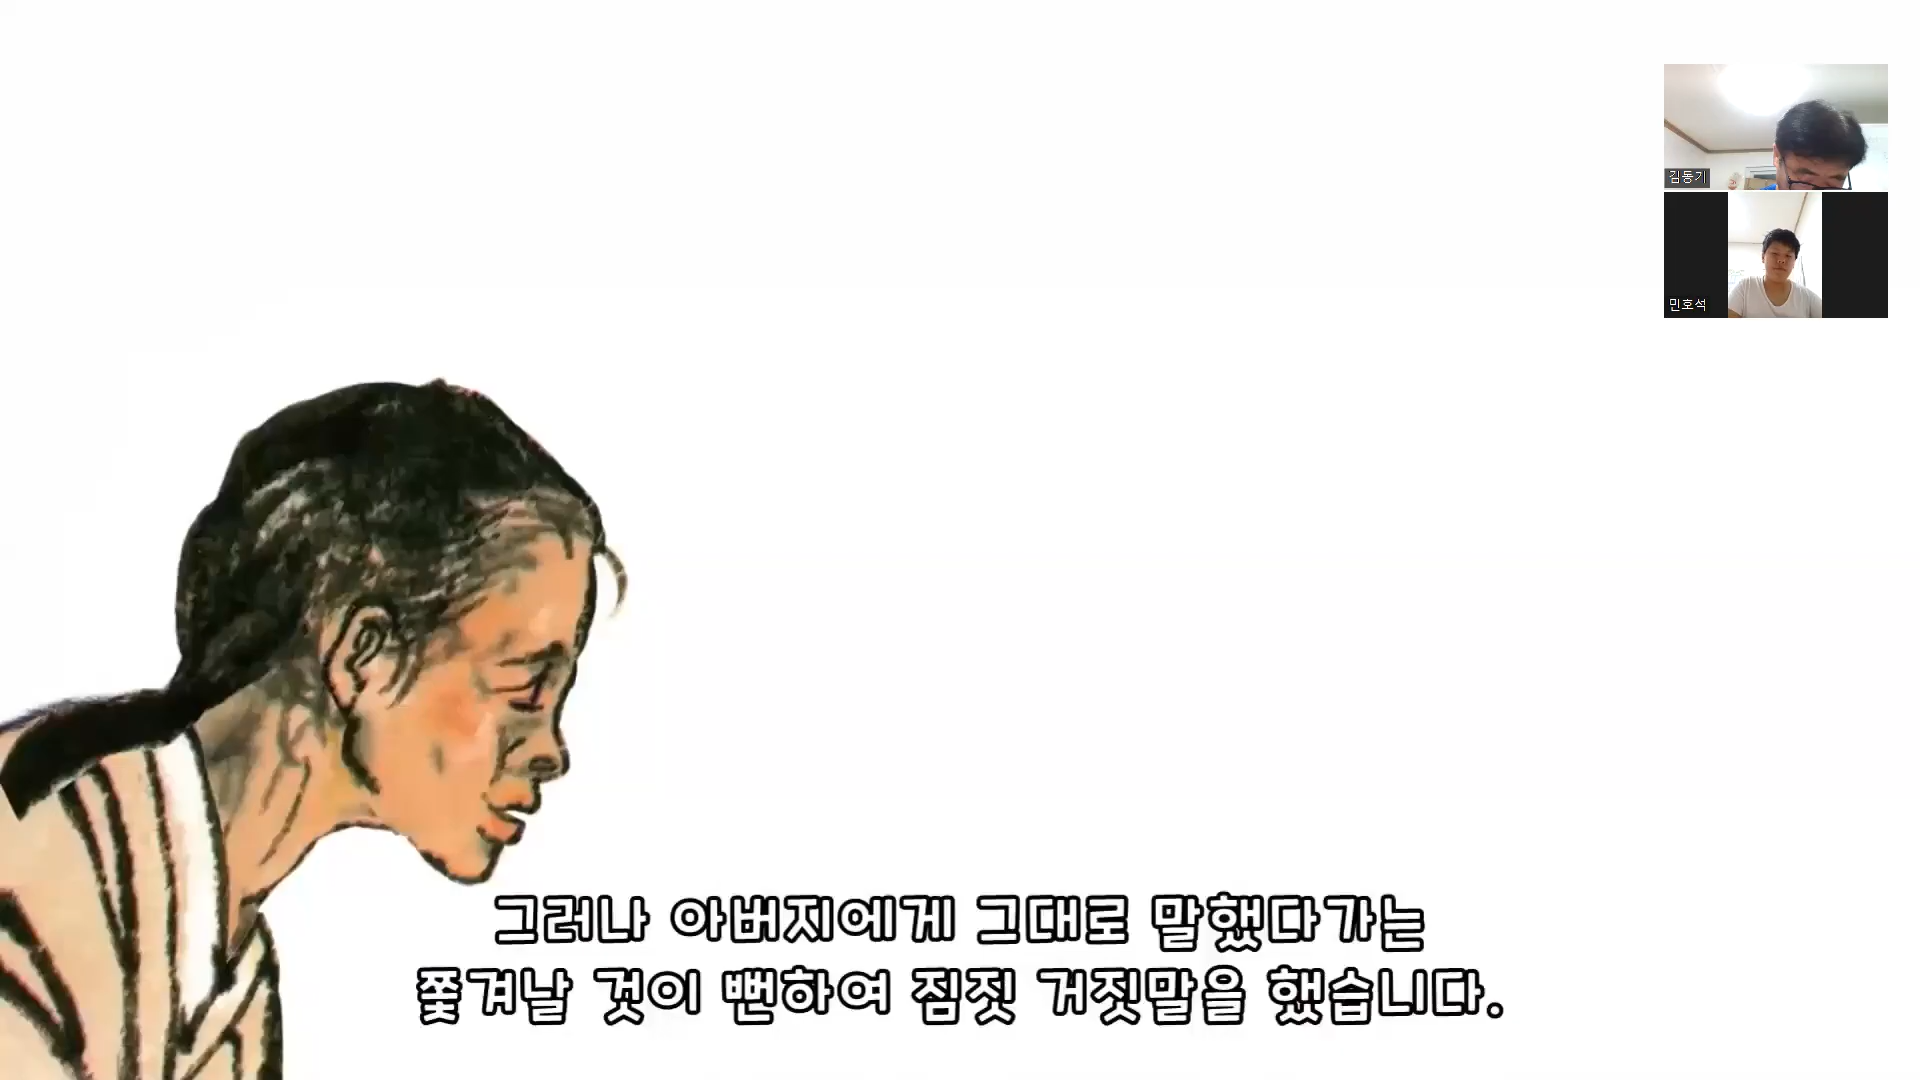 김동기
민호석
그러나 아버지에게 그대로 말했다가는
쫓겨날 것이 뻔하여 짐짓 거짓말을 했습니다.